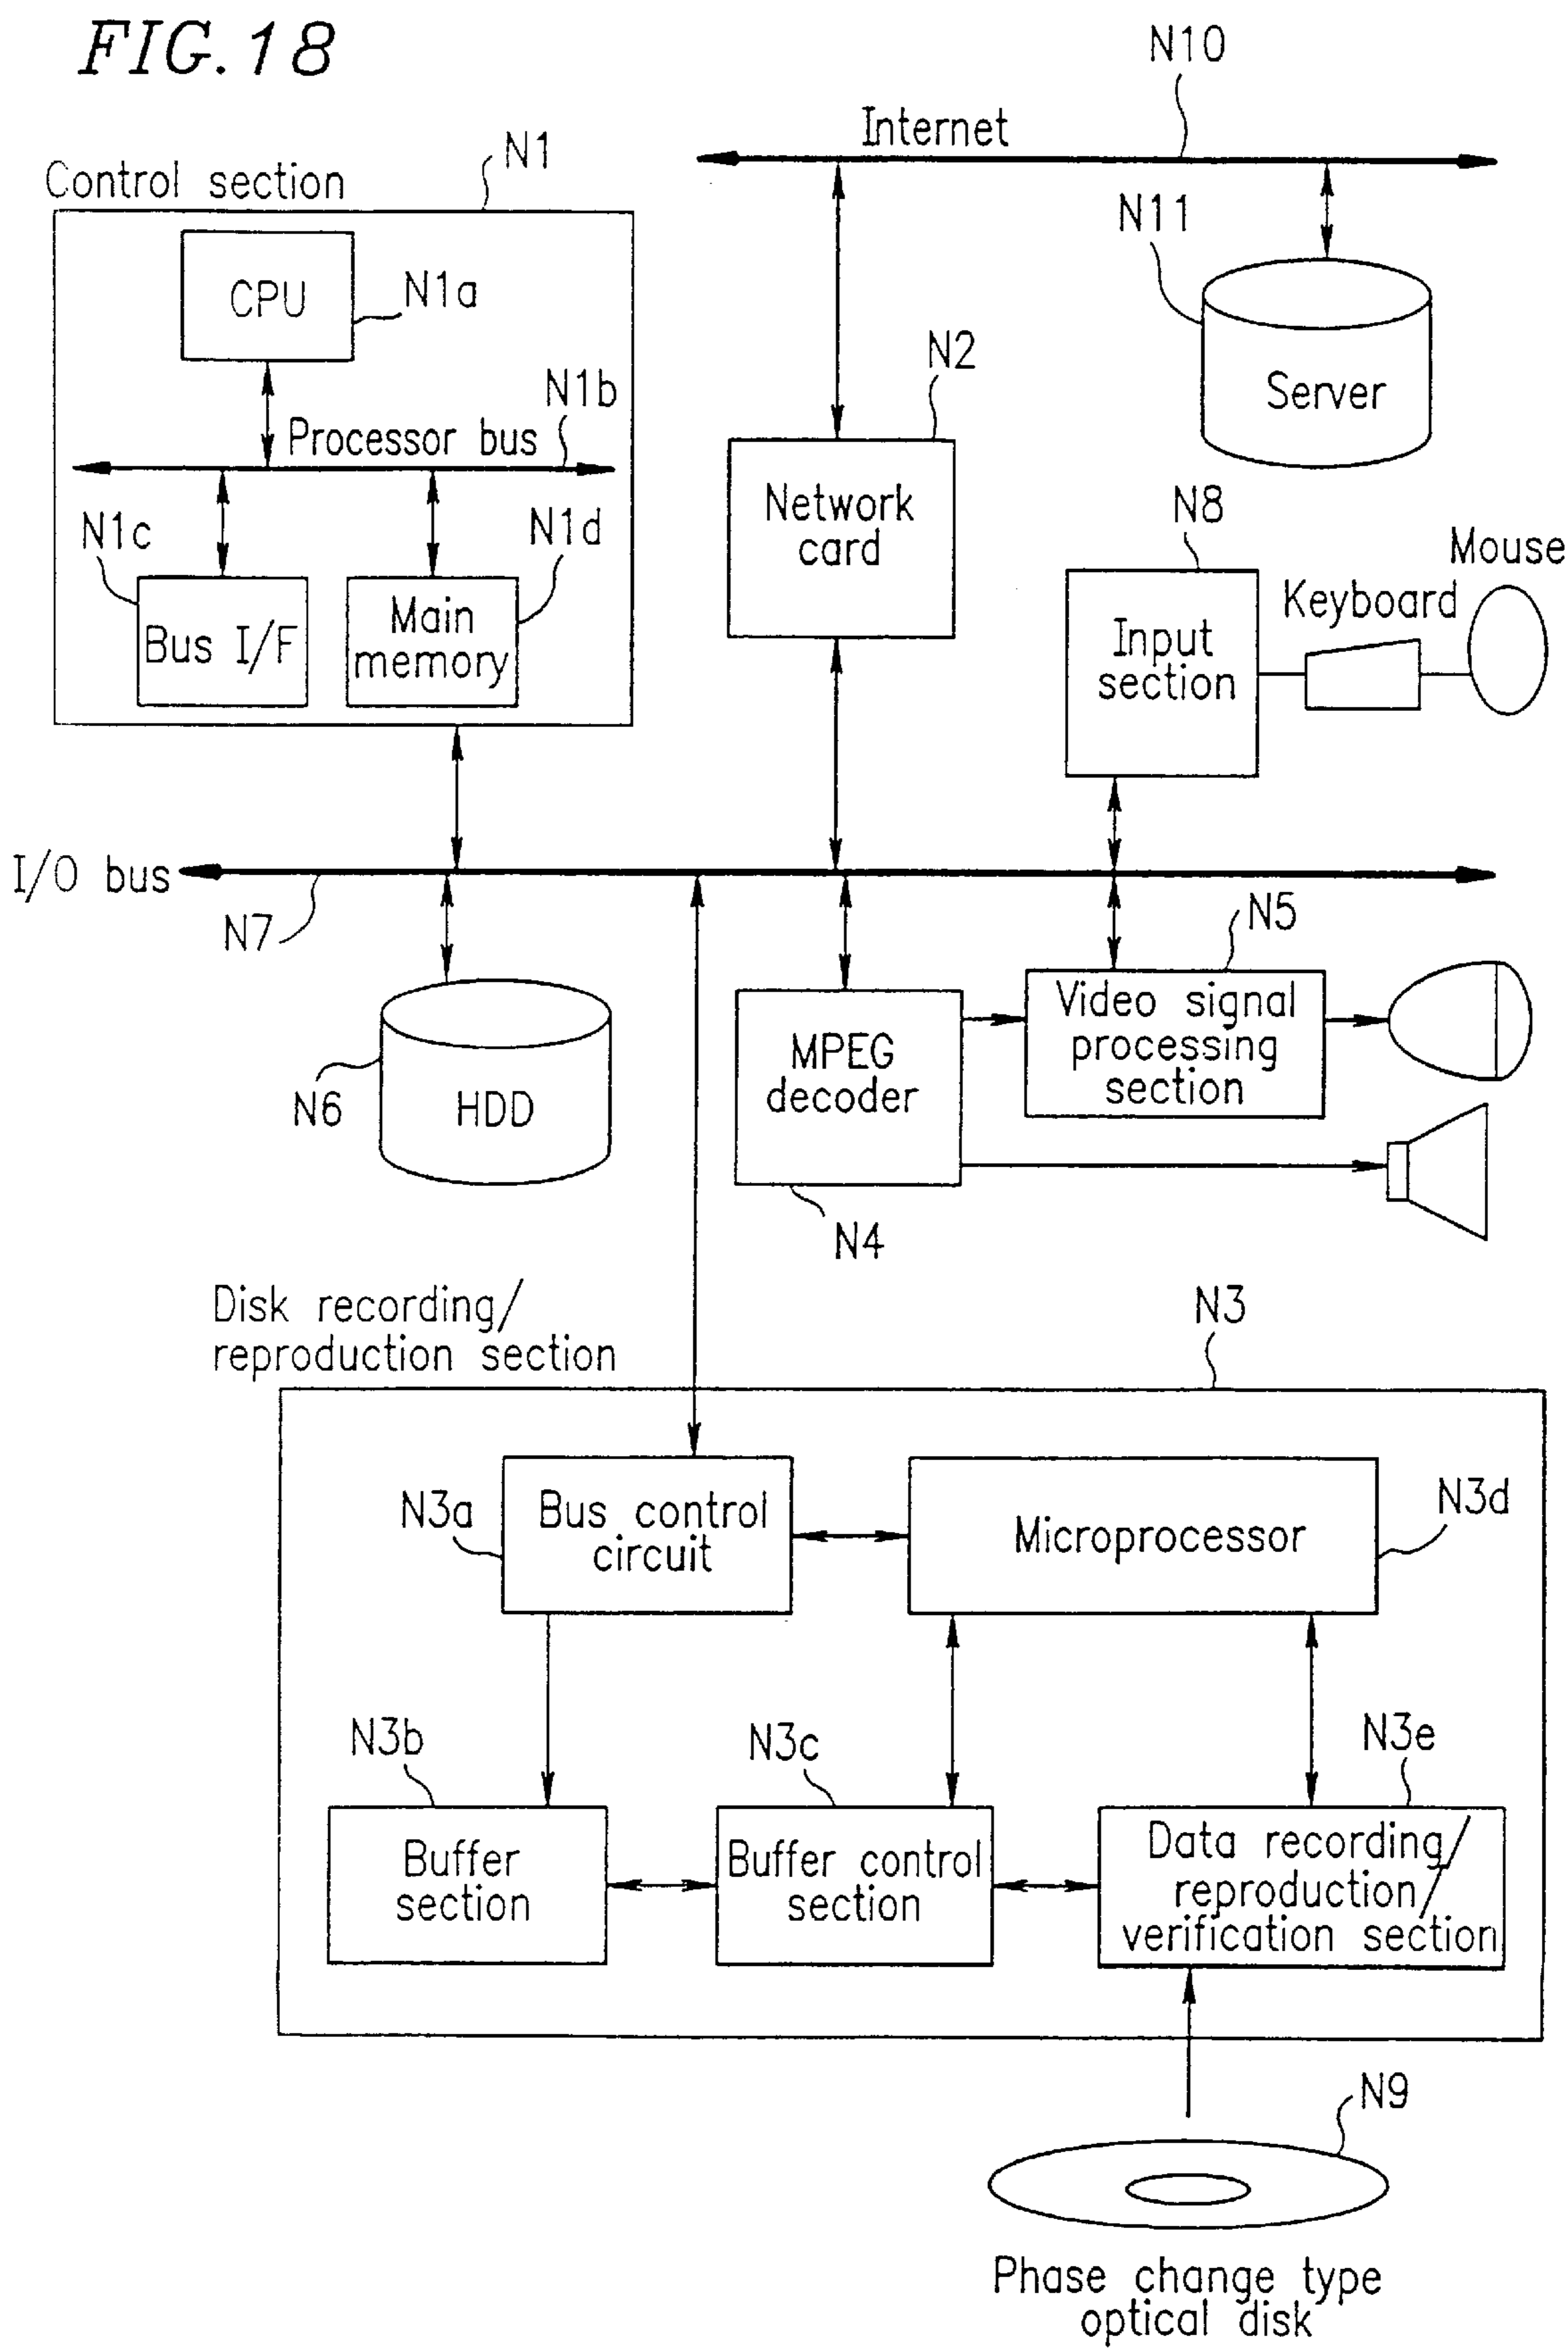 FIG.18
N10
Internet
N1
Control section
N11
CPU
N1a
Server
N2
N1b
Processor bus
Network
card
N8
Mouse
N1c
N1d
Keyboard
Bus I/F
Main
memory
Input
section
I/O bus
N7
N5
Video signal
processing
section
MPEG
decoder
N6
HDD
N4
Disk recording/
reproduction section
N3
N3a
Bus control
circuit
Microprocessor
N3d
N3b
N3c
N3e
Buffer
section
Buffer control
section
Data recording/
reproduction/
verification section
N9
Phase change type
optical disk